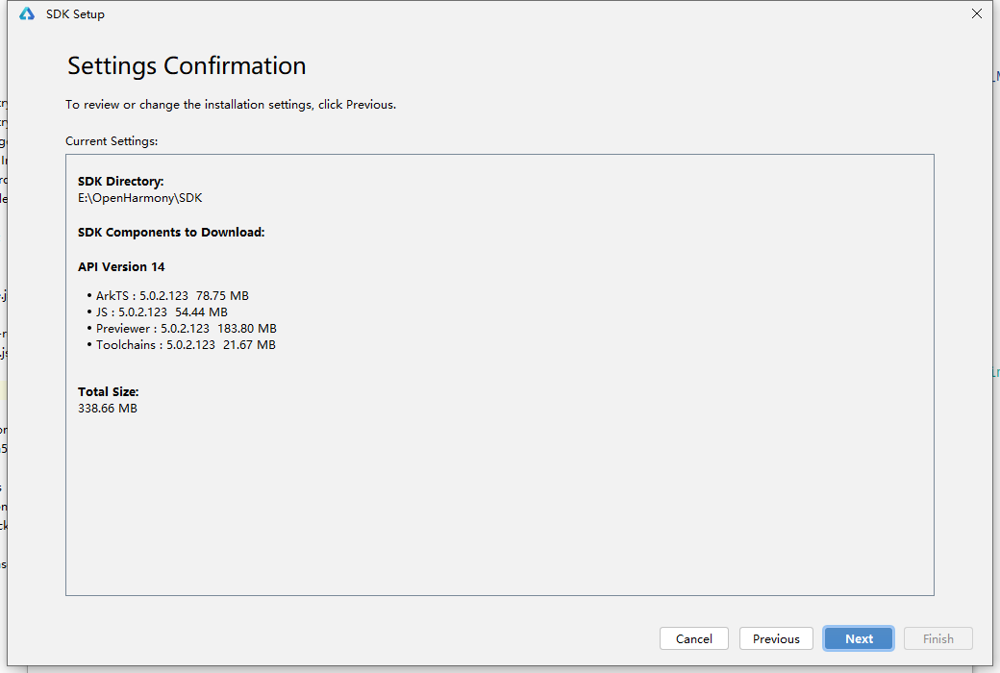 SDK Setup
Settings Confirmation
To review or change the installation settings, click Previous.
Current Settings:
SDK Directory:
E:\OpenHarmony\SDK
SDK Components to Download:
API Version 14
• ArkTS : 5.0.2.123 78.75 MB
• JS : 5.0.2.123 54.44 MB
• Previewer : 5.0.2.123 183.80 MB
• Toolchains : 5.0.2.123 21.67 MB
Total Size:
338.66 MB
Cancel
Previous
Next
Finish